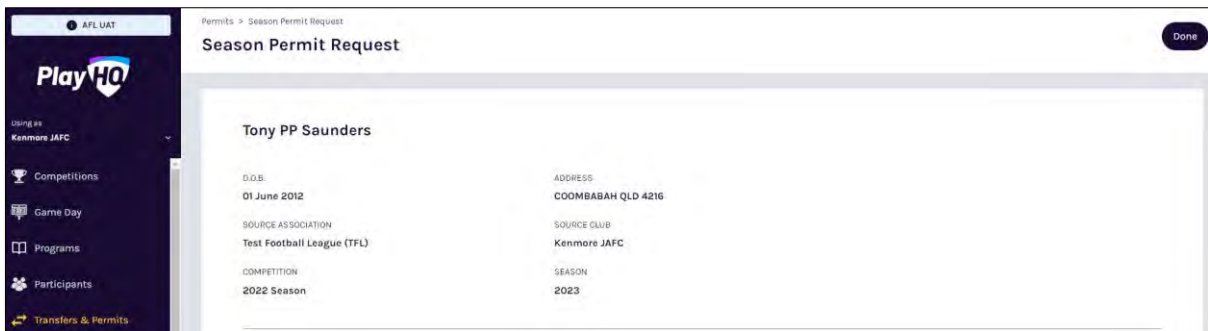 AFL UAT
PlayHQ
Using as
Kenmore JAFC
Competitions
Game Day
Programs
Participants
Transfers & Permits
Permits > Season Permit Request
Season Permit Request
Done
Tony PP Saunders
D.O.B.
ADDRESS
01 June 2012
COOMBABAH QLD 4216
SOURCE ASSOCIATION
SOURCE CLUB
Test Football League (TFL)
Kenmore JAFC
COMPETITION
SEASON
2022 Season
2023